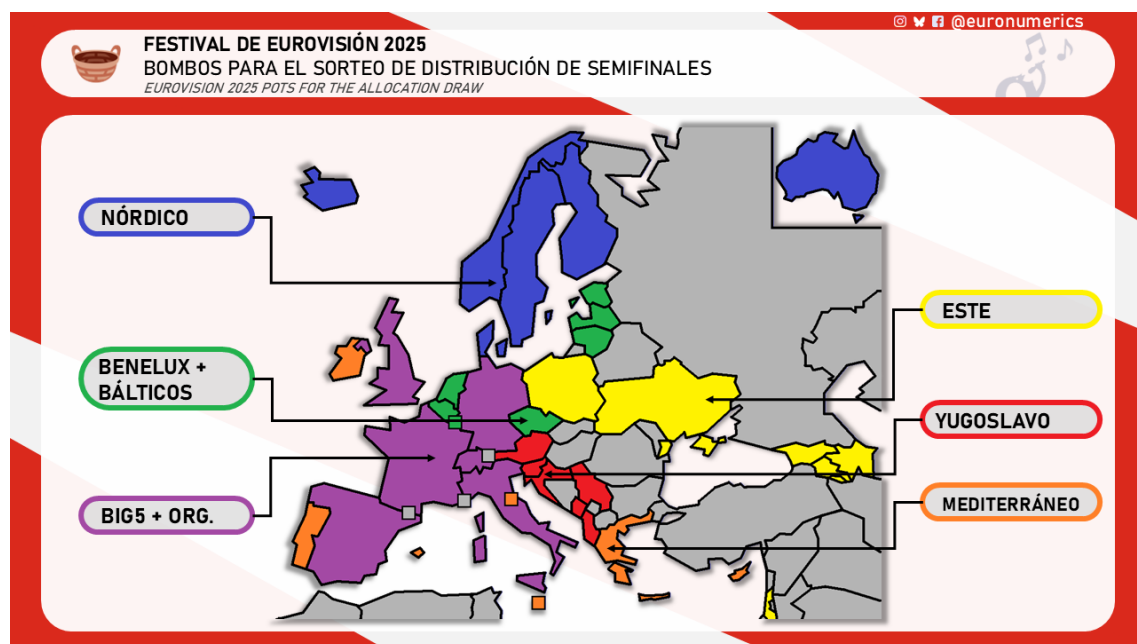 @euronumerics
FESTIVAL DE EUROVISIÓN 2025
BOMBOS PARA EL SORTEO DE DISTRIBUCIÓN DE SEMIFINALES
EUROVISION 2025 POTS FOR THE ALLOCATION DRAW
NÓRDICO
ESTE
BENELUX +
BÁLTICOS
YUGOSLAVO
BIG5 + ORG.
MEDITERRÁNEO